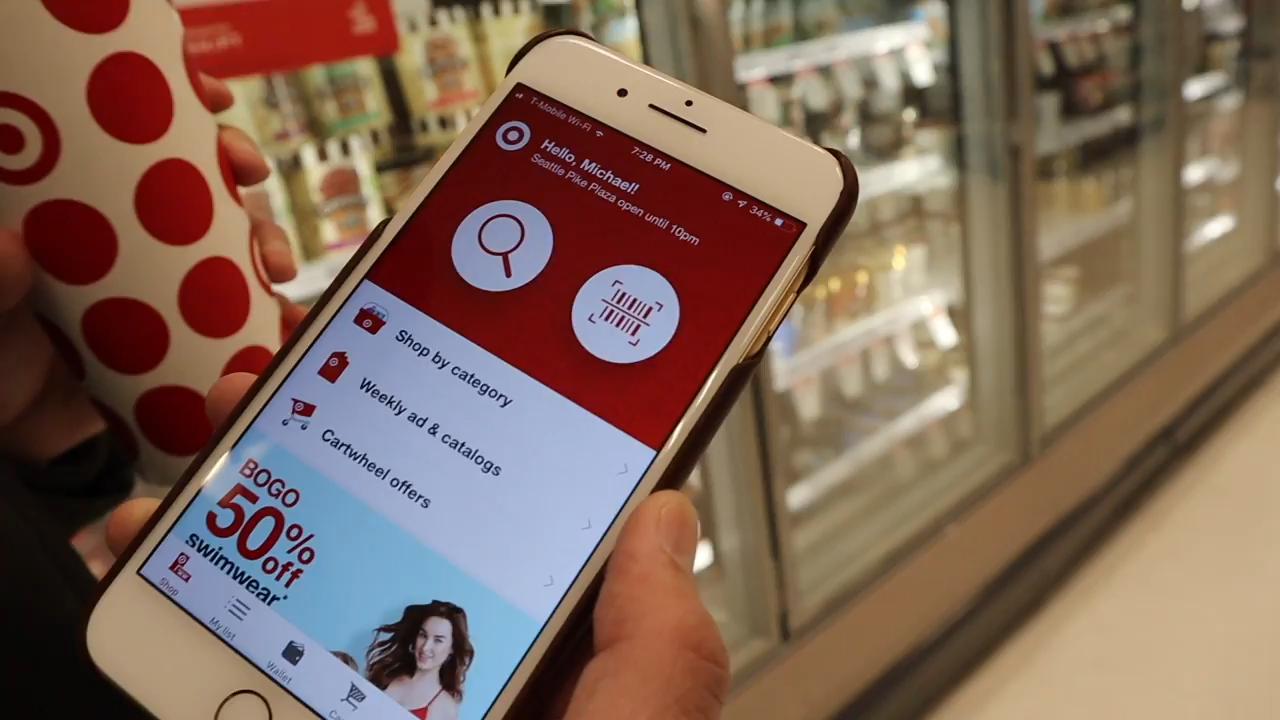 T-Mobile Wi-Fi
7:28 PM
34%
Hello, Michael!
Seattle Pike Plaza open until 10pm
Shop by category
Weekly ad & catalogs
Cartwheel offers
BOGO
50%
off
swimwear*
Shop
My list
Wallet